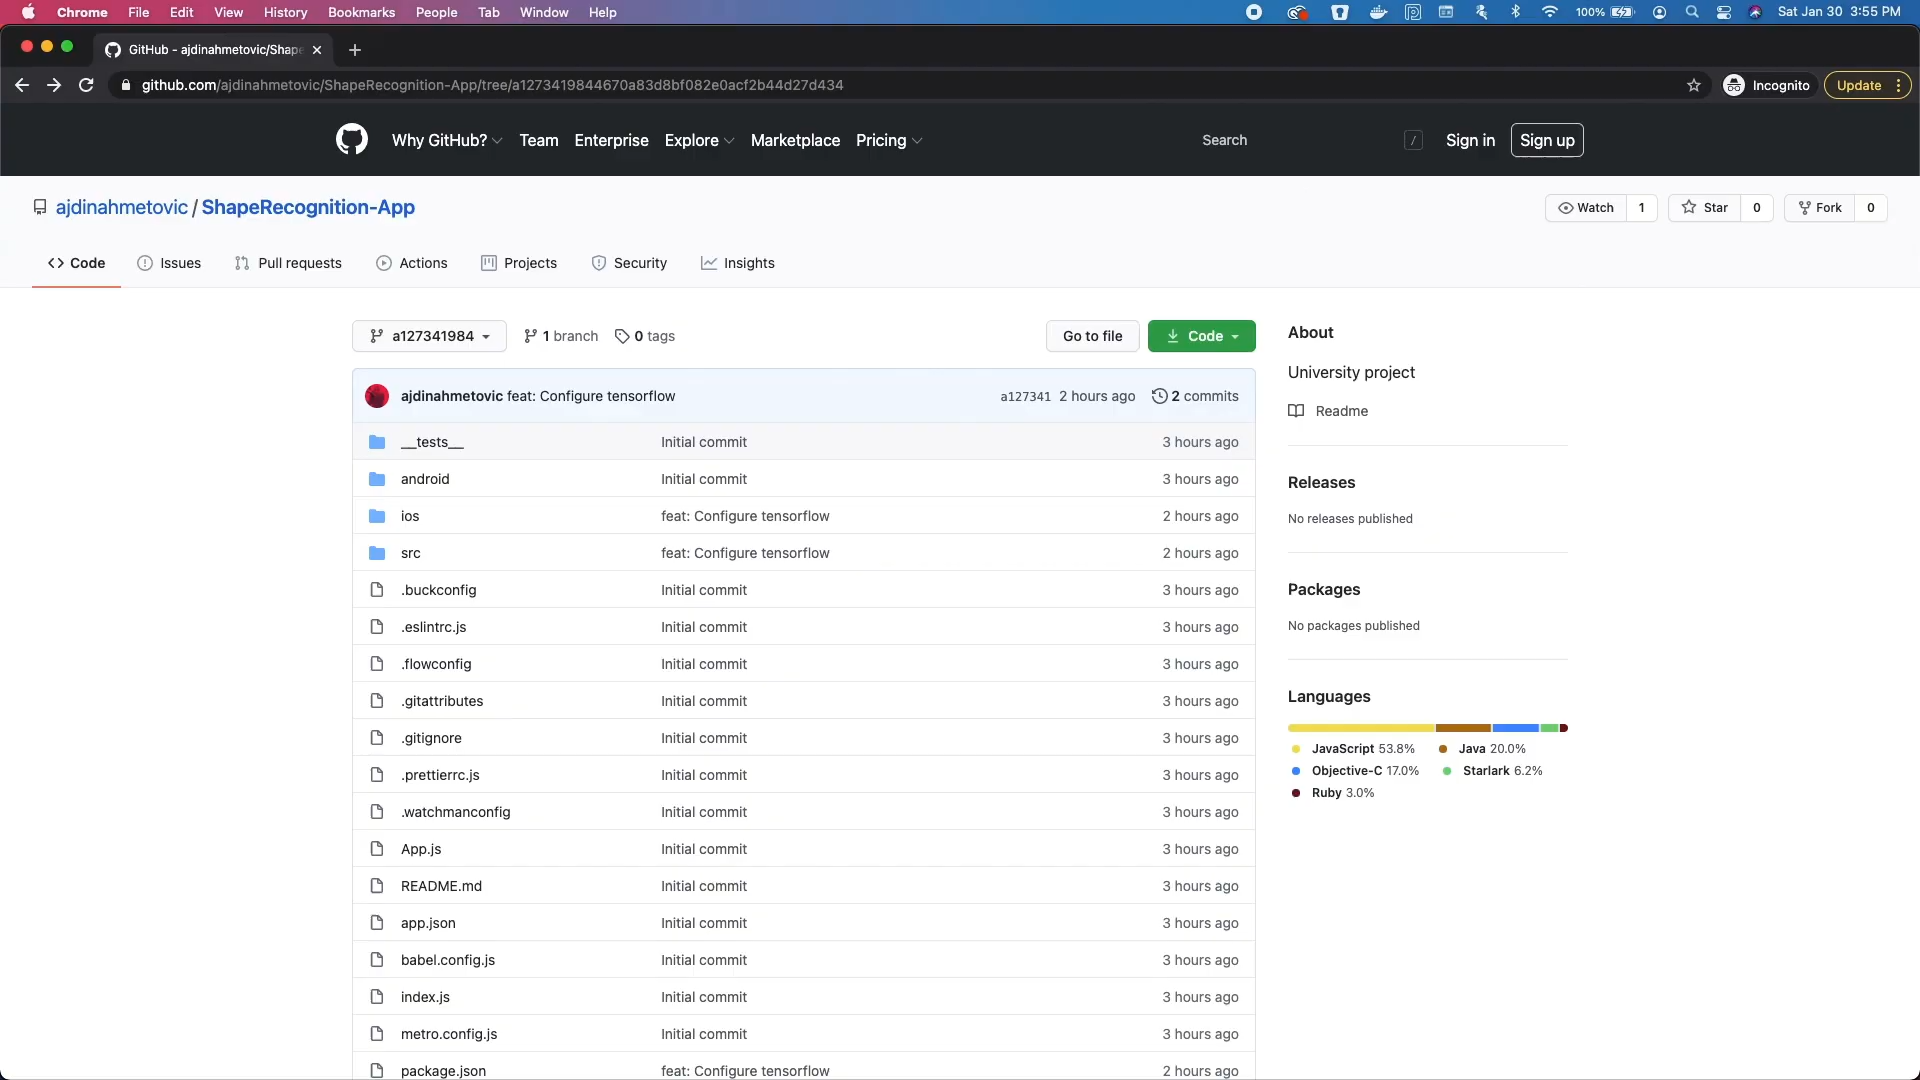 Chrome File Edit View History Bookmarks People Tab Window Help 100% Sat Jan 30 3:55 PM
GitHub - ajdinahmetovic/Shape
github.com/ajdinahmetovic/ShapeRecognition-App/tree/a1273419844670a83d8bf082e0acf2b44d27d434 Incognito Update
Why GitHub? Team Enterprise Explore Marketplace Pricing Search / Sign in Sign up
ajdinahmetovic / ShapeRecognition-App Watch 1 Star 0 Fork 0
Code Issues Pull requests Actions Projects Security Insights
a127341984 1 branch 0 tags Go to file Code
ajdinahmetovic feat: Configure tensorflow a127341 2 hours ago 2 commits
__tests__ Initial commit 3 hours ago
android Initial commit 3 hours ago
ios feat: Configure tensorflow 2 hours ago
src feat: Configure tensorflow 2 hours ago
.buckconfig Initial commit 3 hours ago
.eslintrc.js Initial commit 3 hours ago
.flowconfig Initial commit 3 hours ago
.gitattributes Initial commit 3 hours ago
.gitignore Initial commit 3 hours ago
.prettierrc.js Initial commit 3 hours ago
.watchmanconfig Initial commit 3 hours ago
App.js Initial commit 3 hours ago
README.md Initial commit 3 hours ago
app.json Initial commit 3 hours ago
babel.config.js Initial commit 3 hours ago
index.js Initial commit 3 hours ago
metro.config.js Initial commit 3 hours ago
package.json feat: Configure tensorflow 2 hours ago
About
University project
Readme
Releases
No releases published
Packages
No packages published
Languages
JavaScript 53.8% Java 20.0%
Objective-C 17.0% Starlark 6.2%
Ruby 3.0%